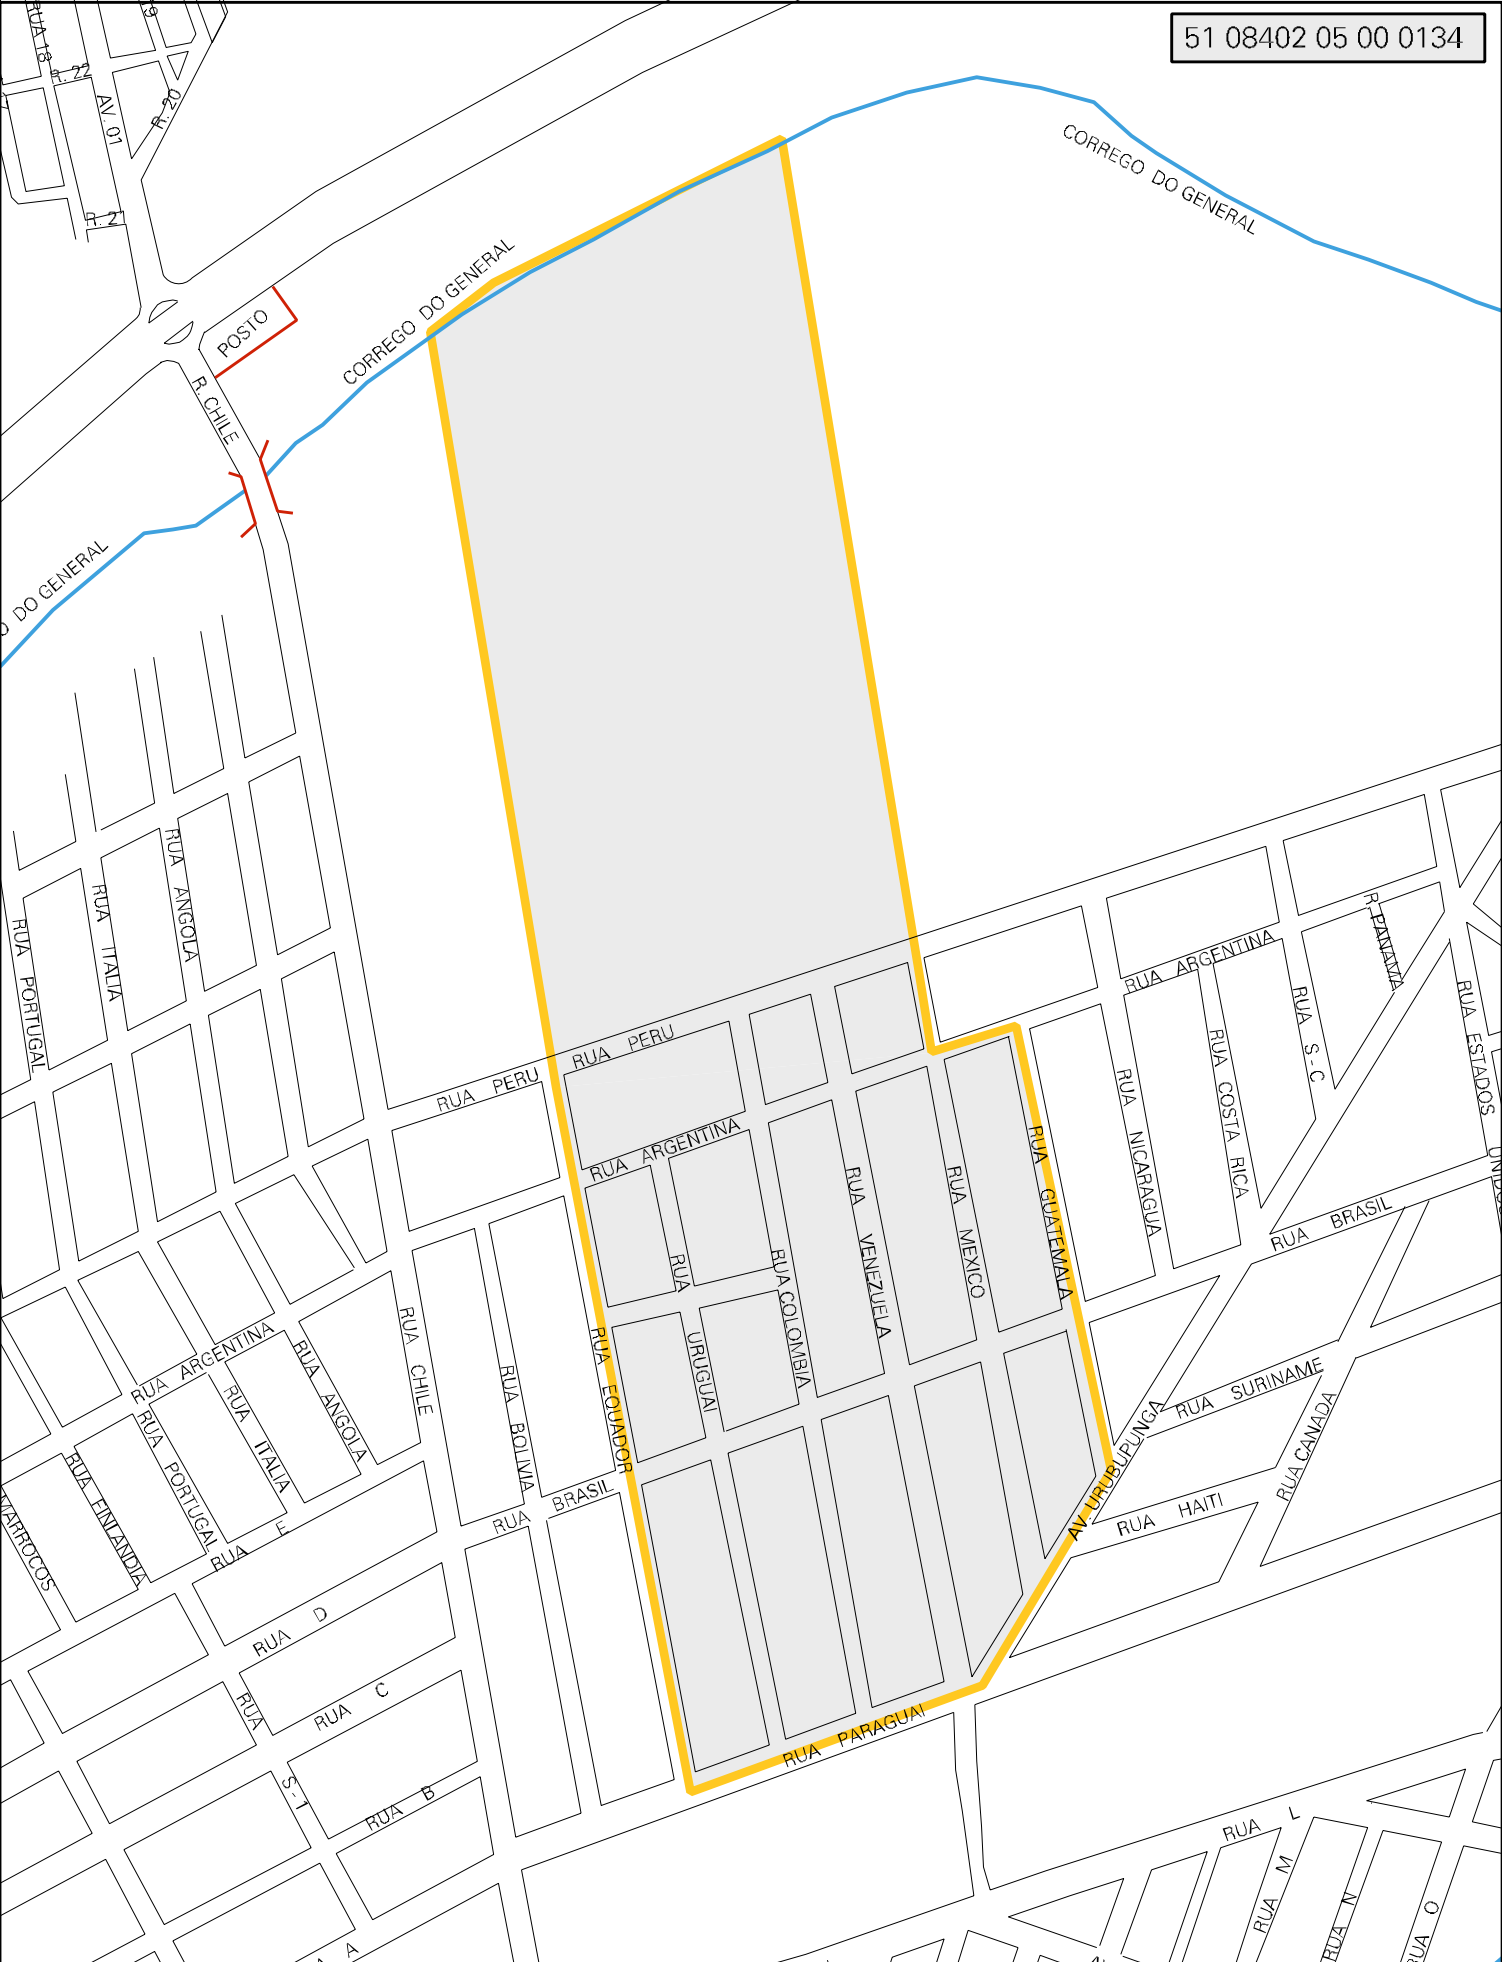 51 08402 05 00 0134
RUA 18
R. 22
AV. 01
R. 20
R. 2
CORREGO DO GENERAL
CORREGO DO GENERAL
POSTO
R. CHILE
DO GENERAL
RUA ANGOLA
RUA ITALIA
RUA PORTUGAL
RUA PERU
RUA PERU
RUA ARGENTINA
R. PANAMA
RUA ARGENTINA
RUA S-C
RUA COSTA RICA
RUA NICARAGUA
RUA ESTADOS
RUA GUATEMALA
RUA MEXICO
RUA VENEZUELA
RUA COLOMBIA
RUA URUGUAI
RUA EQUADOR
RUA BRASIL
RUA BRASIL
RUA SURINAME
RUA CANADA
RUA HAITI
AV. URUBUPUNGA
RUA CHILE
RUA BOLIVIA
RUA ARGENTINA
RUA ANGOLA
RUA ITALIA
RUA PORTUGAL
RUA FINLANDIA
MARROCOS
RUA E
RUA D
RUA C
RUA B
RUA S-1
A
RUA PARAGUAI
RUA L
RUA M
RUA N
RUA O